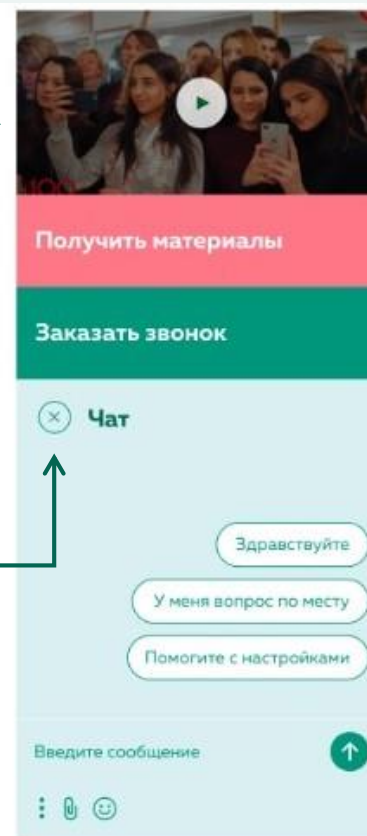 Получить материалы
Заказать звонок
Чат
Здравствуйте
У меня вопрос по месту
Помогите с настройками
Введите сообщение